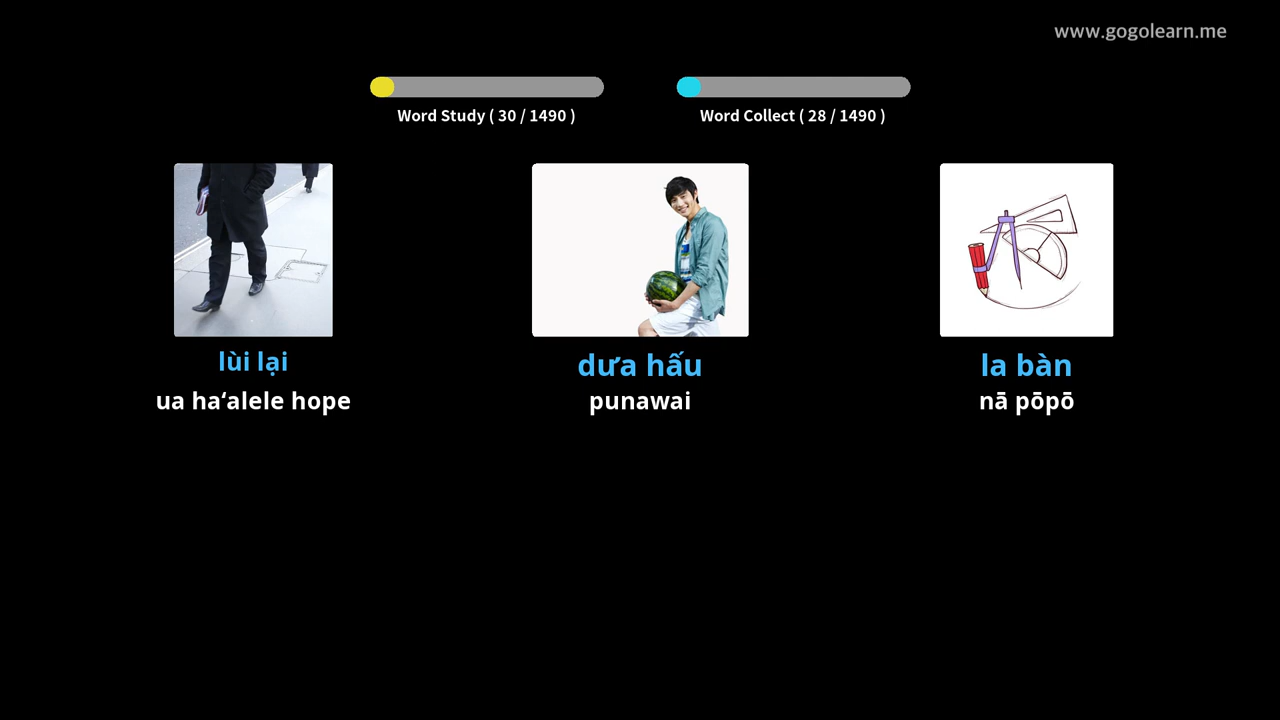 www.gogolearn.me
Word Study ( 30 / 1490 )
Word Collect ( 28 / 1490 )
lùi lại
dưa hấu
la bàn
ua haʻalele hope
punawai
nā pōpō